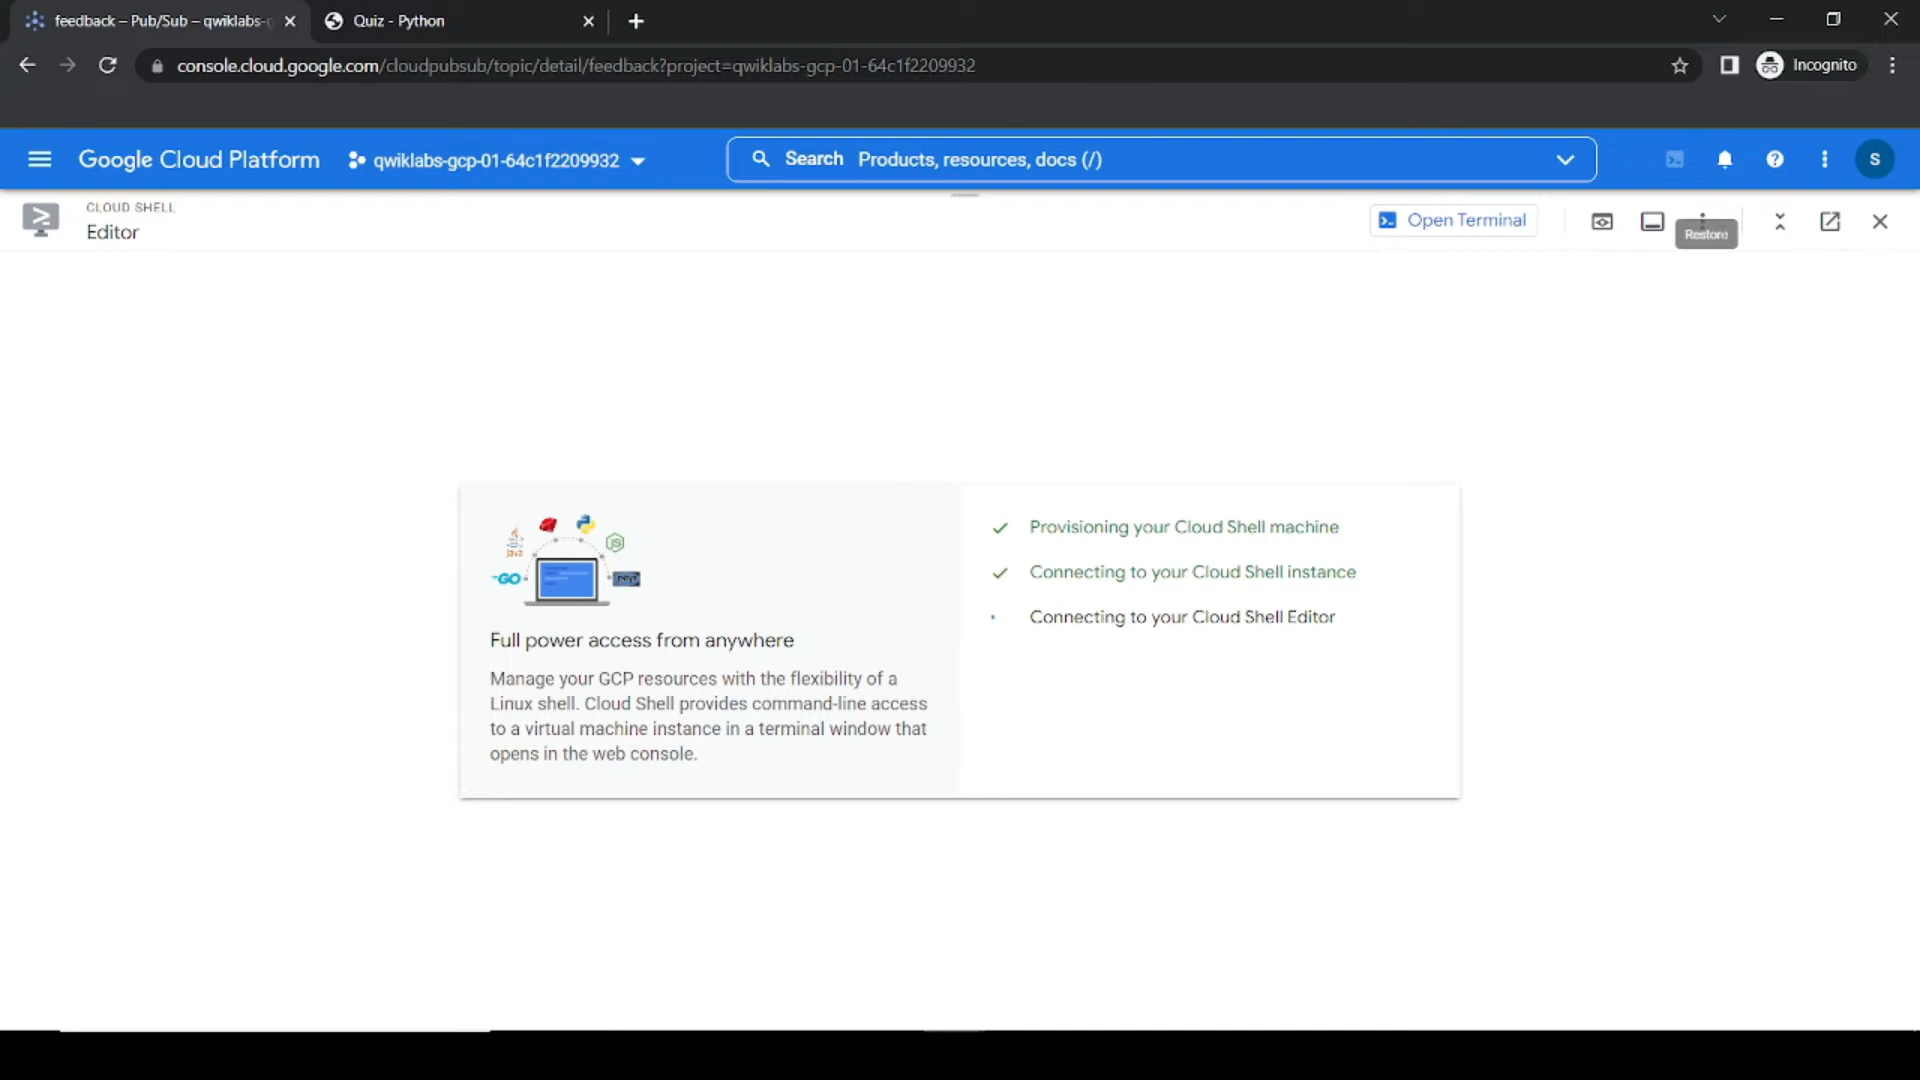 feedback – Pub/Sub – qwiklabs-
Quiz - Python
console.cloud.google.com/cloudpubsub/topic/detail/feedback?project=qwiklabs-gcp-01-64c1f2209932
Incognito
Google Cloud Platform
qwiklabs-gcp-01-64c1f2209932
Search Products, resources, docs (/)
S
CLOUD SHELL
Editor
Open Terminal
Restore
Java
JS
GO
Provisioning your Cloud Shell machine
Connecting to your Cloud Shell instance
Connecting to your Cloud Shell Editor
Full power access from anywhere
Manage your GCP resources with the flexibility of a
Linux shell. Cloud Shell provides command-line access
to a virtual machine instance in a terminal window that
opens in the web console.